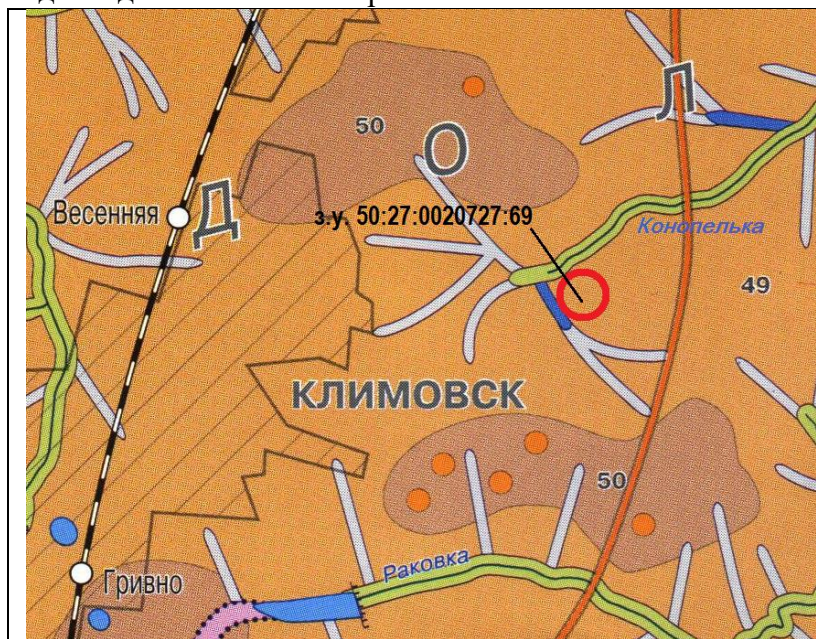 Л
50
О
Весенняя
Д
з.у. 50:27:0020727:69
Конопелька
49
КЛИМОВСК
50
Раковка
Гривно